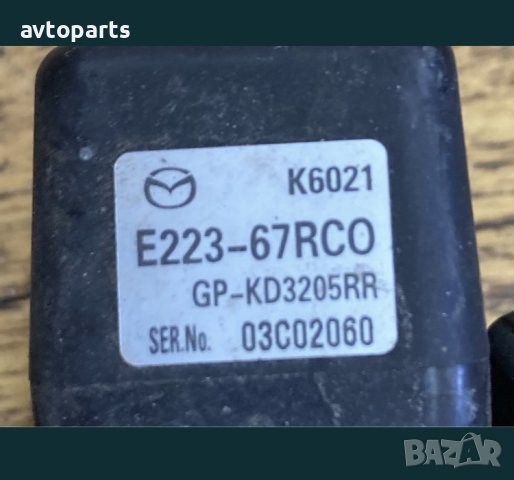 avtoparts
K6021
E223-67RCO
GP-KD3205RR
SER.No. 03C02060
BAZAR